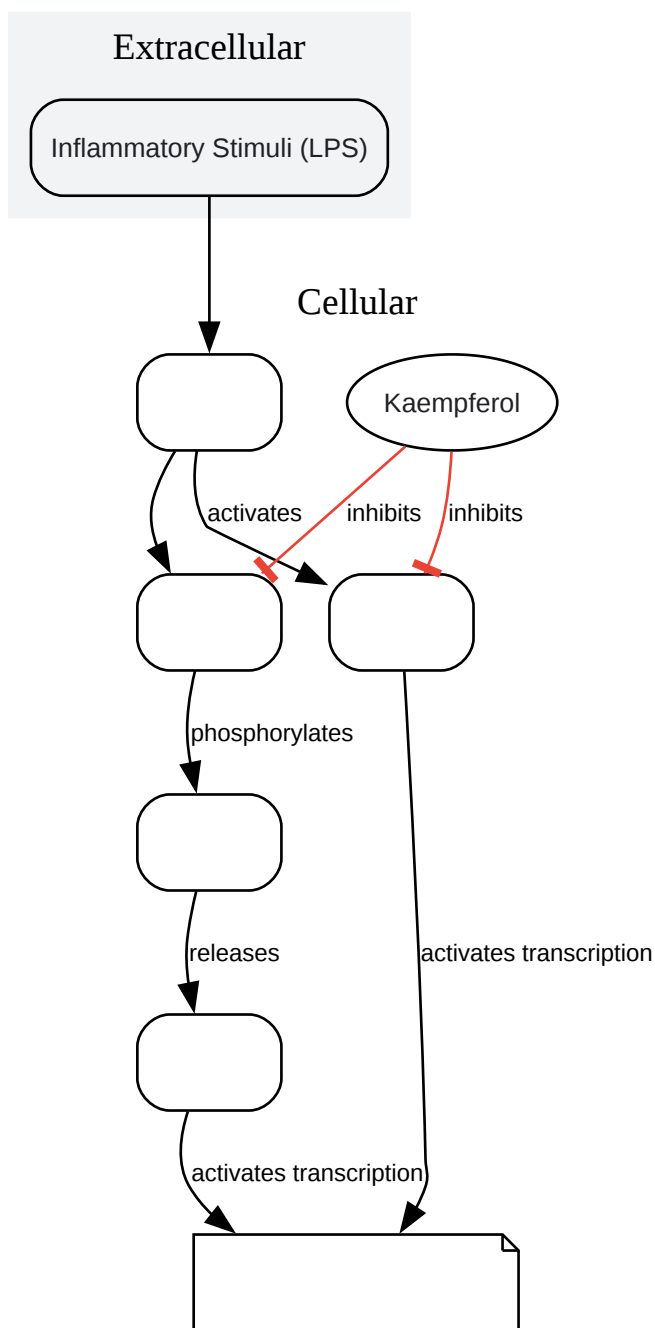 Extracellular
Inflammatory Stimuli (LPS)
Cellular
Kaempferol
activates
inhibits
inhibits
phosphorylates
releases
activates transcription
activates transcription